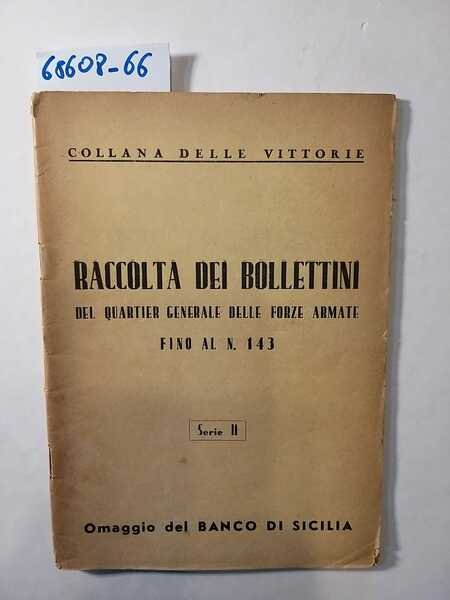 68608-66
COLLANA DELLE VITTORIE
RACCOLTA DEI BOLLETTINI
DEL QUARTIER GENERALE DELLE FORZE ARMATE
FINO AL N. 143
Serie II
Omaggio del BANCO DI SICILIA